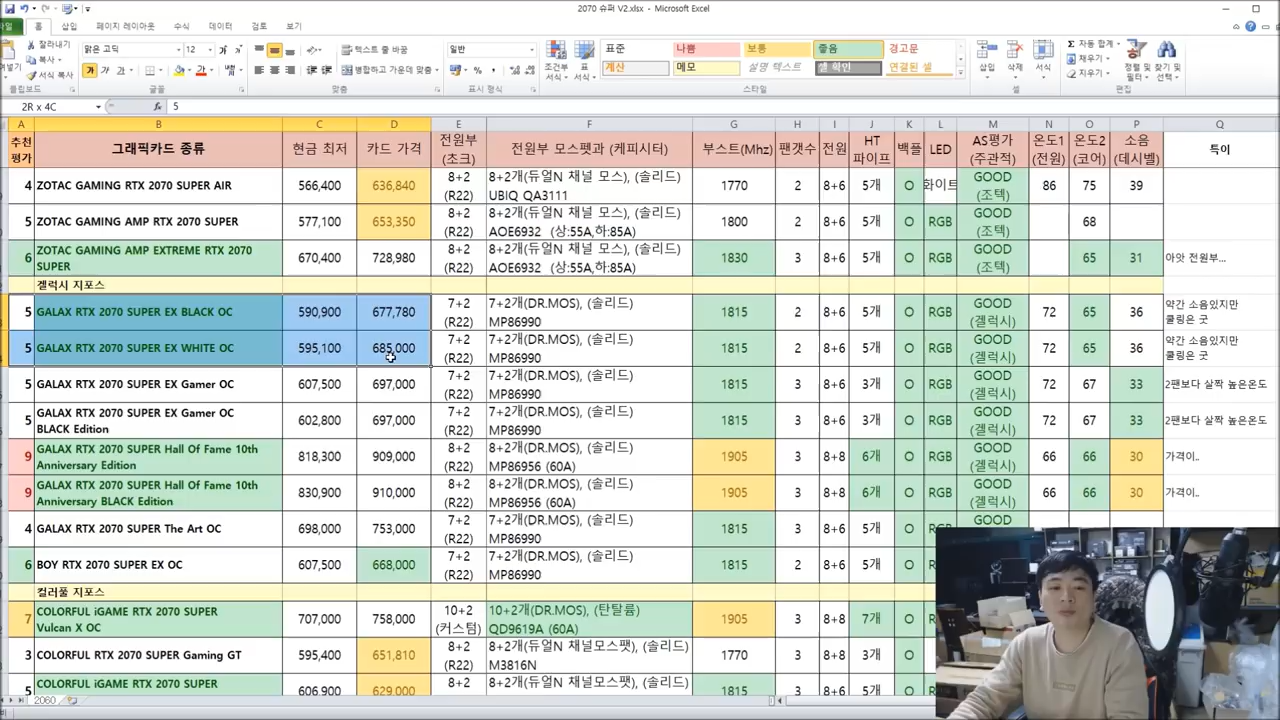 2070 슈퍼 V2.xlsx - Microsoft Excel
파일 홈 삽입 페이지 레이아웃 수식 데이터 검토 보기
잘라내기
복사
서식 복사
클립보드
맑은 고딕 12
글꼴
텍스트 줄 바꿈
병합하고 가운데 맞춤
맞춤
일반
표시 형식
조건부 서식 표 서식
표준 나쁨 보통 좋음 경고문
계산 메모 설명 텍스트 셀 확인 연결된 셀
스타일
삽입 삭제 서식
셀
자동 합계
채우기
지우기
정렬 및 필터 찾기 및 선택
편집
2R x 4C fx 5
A B C D E F G H I J K L M N O P Q
추천 평가 그래픽카드 종류 현금 최저 카드 가격 전원부 (초크) 전원부 모스펫과 (케피시터) 부스트(Mhz) 팬갯수 전원 HT 파이프 백플 LED AS평가 (주관적) 온도1 (전원) 온도2 (코어) 소음 (데시벨) 특이
4 ZOTAC GAMING RTX 2070 SUPER AIR 566,400 636,840 8+2 (R22) 8+2개(듀얼N 채널 모스), (솔리드) UBIQ QA3111 1770 2 8+6 5개 O 화이트 GOOD (조텍) 86 75 39
5 ZOTAC GAMING AMP RTX 2070 SUPER 577,100 653,350 8+2 (R22) 8+2개(듀얼N 채널 모스), (솔리드) AOE6932 (상:55A,하:85A) 1800 2 8+6 5개 O RGB GOOD (조텍) 68
6 ZOTAC GAMING AMP EXTREME RTX 2070 SUPER 670,400 728,980 8+2 (R22) 8+2개(듀얼N 채널 모스), (솔리드) AOE6932 (상:55A,하:85A) 1830 3 8+6 5개 O RGB GOOD (조텍) 65 31 아앗 전원부...
겔럭시 지포스
5 GALAX RTX 2070 SUPER EX BLACK OC 590,900 677,780 7+2 (R22) 7+2개(DR.MOS), (솔리드) MP86990 1815 2 8+6 5개 O RGB GOOD (겔럭시) 72 65 36 약간 소음있지만 쿨링은 굿
5 GALAX RTX 2070 SUPER EX WHITE OC 595,100 685,000 7+2 (R22) 7+2개(DR.MOS), (솔리드) MP86990 1815 2 8+6 5개 O RGB GOOD (겔럭시) 72 65 36 약간 소음있지만 쿨링은 굿
5 GALAX RTX 2070 SUPER EX Gamer OC 607,500 697,000 7+2 (R22) 7+2개(DR.MOS), (솔리드) MP86990 1815 3 8+6 3개 O RGB GOOD (겔럭시) 72 67 33 2팬보다 살짝 높은온도
5 GALAX RTX 2070 SUPER EX Gamer OC BLACK Edition 602,800 697,000 7+2 (R22) 7+2개(DR.MOS), (솔리드) MP86990 1815 3 8+6 3개 O RGB GOOD (겔럭시) 72 67 33 2팬보다 살짝 높은온도
9 GALAX RTX 2070 SUPER Hall Of Fame 10th Anniversary Edition 818,300 909,000 8+2 (R22) 8+2개(DR.MOS), (솔리드) MP86956 (60A) 1905 3 8+8 6개 O RGB GOOD (겔럭시) 66 66 30 가격이..
9 GALAX RTX 2070 SUPER Hall Of Fame 10th Anniversary BLACK Edition 830,900 910,000 8+2 (R22) 8+2개(DR.MOS), (솔리드) MP86956 (60A) 1905 3 8+8 6개 O RGB GOOD (겔럭시) 66 66 30 가격이..
4 GALAX RTX 2070 SUPER The Art OC 698,000 753,000 7+2 (R22) 7+2개(DR.MOS), (솔리드) MP86990 1815 3 8+6 5개 O RGB GOOD
6 BOY RTX 2070 SUPER EX OC 607,500 668,000 7+2 (R22) 7+2개(DR.MOS), (솔리드) MP86990 1815 2 8+6 5개 O
컬러풀 지포스
7 COLORFUL iGAME RTX 2070 SUPER Vulcan X OC 707,000 758,000 10+2 (커스텀) 10+2개(DR.MOS), (탄탈륨) QD9619A (60A) 1905 3 8+8 7개 O
3 COLORFUL RTX 2070 SUPER Gaming GT 595,400 651,810 8+2 (R22) 8+2개(듀얼N 채널모스펫), (솔리드) M3816N 1770 3 8+6 3개 O
5 COLORFUL iGAME RTX 2070 SUPER 606,900 629,000 8+2 8+2개(듀얼N 채널모스펫), (솔리드) 1815 3 8+6 5개 O
2060